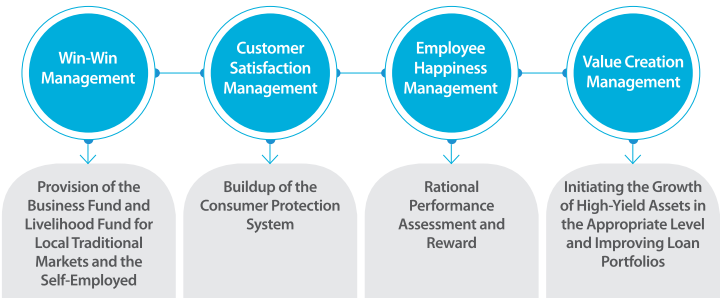 Win-Win
Management
Customer
Satisfaction
Management
Employee
Happiness
Management
Value Creation
Management
Provision of the
Business Fund and
Livelihood Fund for
Local Traditional
Markets and the
Self-Employed
Buildup of the
Consumer Protection
System
Rational
Performance
Assessment and
Reward
Initiating the Growth
of High-Yield Assets in
the Appropriate Level
and Improving Loan
Portfolios